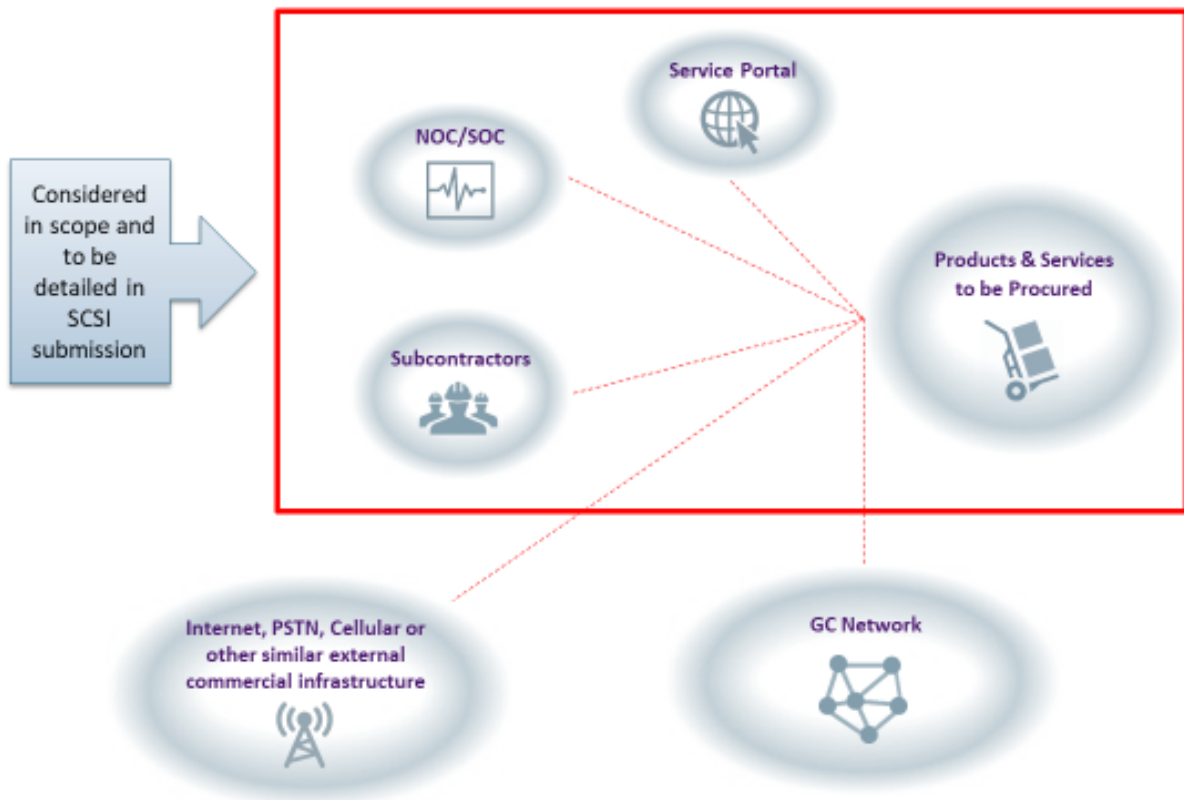 Service Portal
NOC/SOC
Considered
in scope and
to be
detailed in
SCSI
submission
Products & Services
to be Procured
Subcontractors
Internet, PSTN, Cellular or
other similar external
commercial infrastructure
GC Network